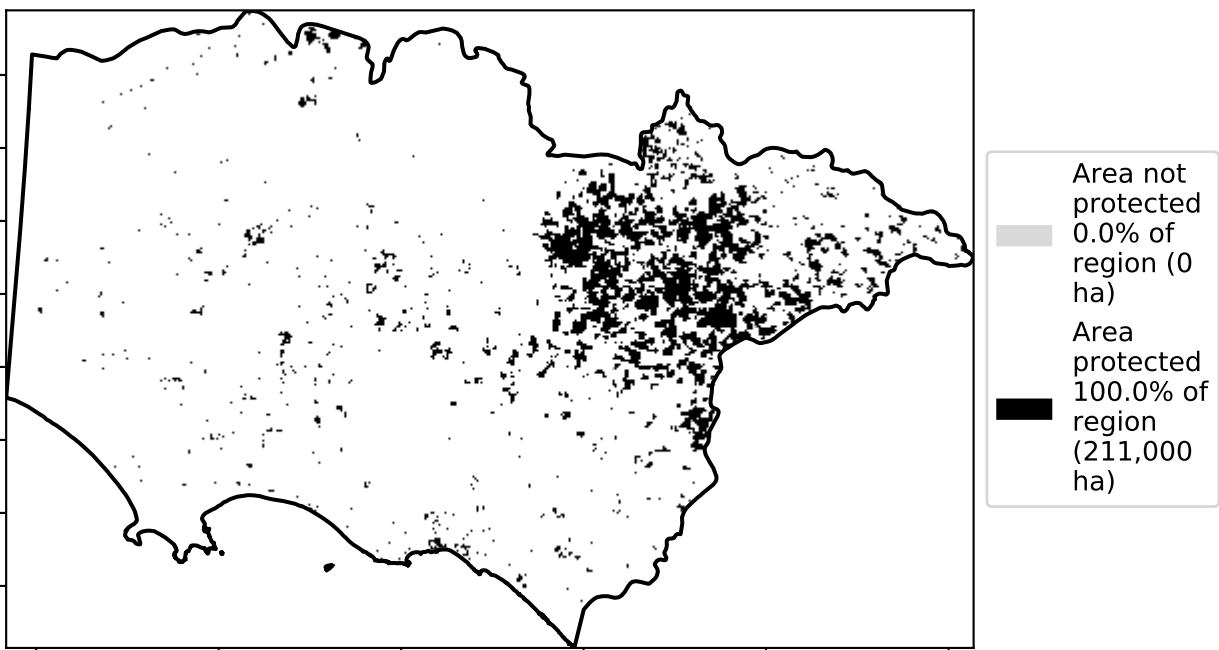 Area not
protected
0.0% of
region (0
ha)
Area
protected
100.0% of
region
(211,000
ha)